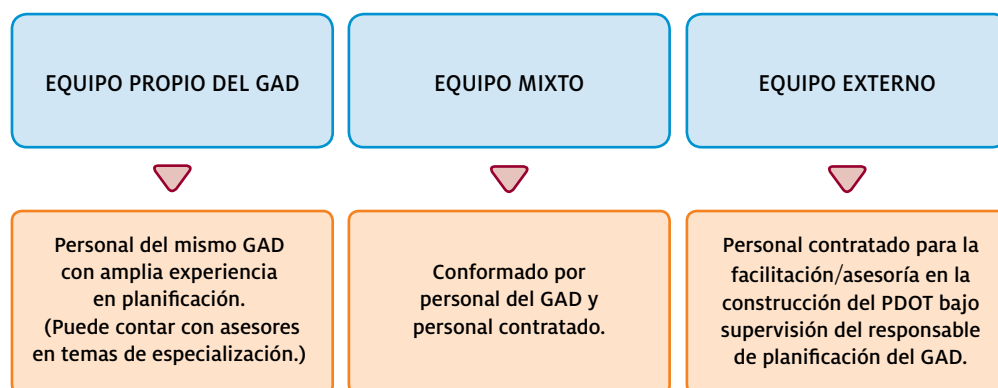 EQUIPO PROPIO DEL GAD
EQUIPO MIXTO
EQUIPO EXTERNO
Personal del mismo GAD
con amplia experiencia
en planificación.
(Puede contar con asesores
en temas de especialización.)
Conformado por
personal del GAD y
personal contratado.
Personal contratado para la
facilitación/asesoría en la
construcción del PDOT bajo
supervisión del responsable
de planificación del GAD.